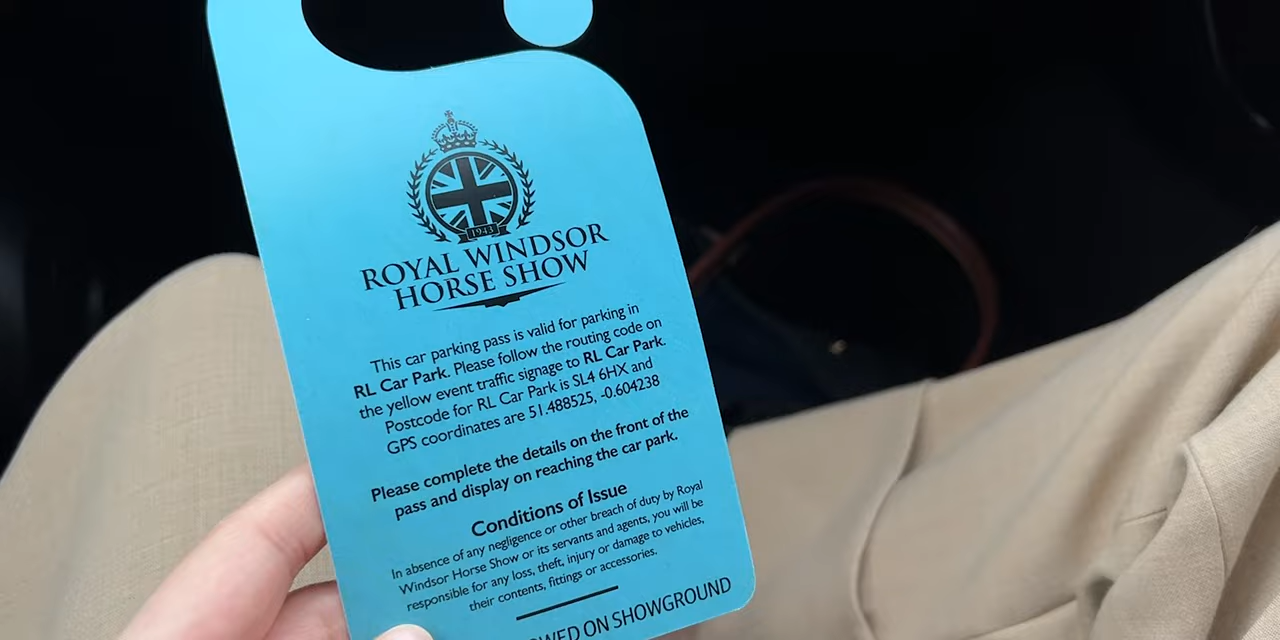 1943
ROYAL WINDSOR
HORSE SHOW
This car parking pass is valid for parking in
RL Car Park. Please follow the routing code on
the yellow event traffic signage to RL Car Park.
Postcode for RL Car Park is SL4 6HX and
GPS coordinates are 51.488525, -0.604238
Please complete the details on the front of the
pass and display on reaching the car park.
Conditions of Issue
In absence of any negligence or other breach of duty by Royal
Windsor Horse Show or its servants and agents, you will be
responsible for any loss, theft, injury or damage to vehicles,
their contents, fittings or accessories.
ON SHOWGROUND